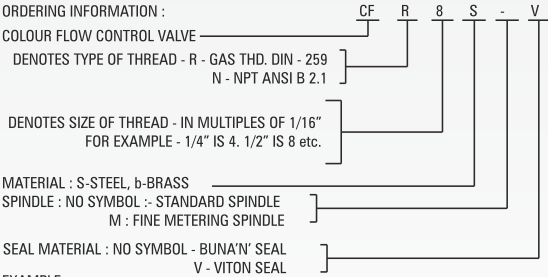 ORDERING INFORMATION : CF R 8 S - V
COLOUR FLOW CONTROL VALVE
DENOTES TYPE OF THREAD - R - GAS THD. DIN - 259
N - NPT ANSI B 2.1
DENOTES SIZE OF THREAD - IN MULTIPLES OF 1/16"
FOR EXAMPLE - 1/4" IS 4. 1/2" IS 8 etc.
MATERIAL : S-STEEL, b-BRASS
SPINDLE : NO SYMBOL :- STANDARD SPINDLE
M : FINE METERING SPINDLE
SEAL MATERIAL : NO SYMBOL - BUNA'N' SEAL
V - VITON SEAL